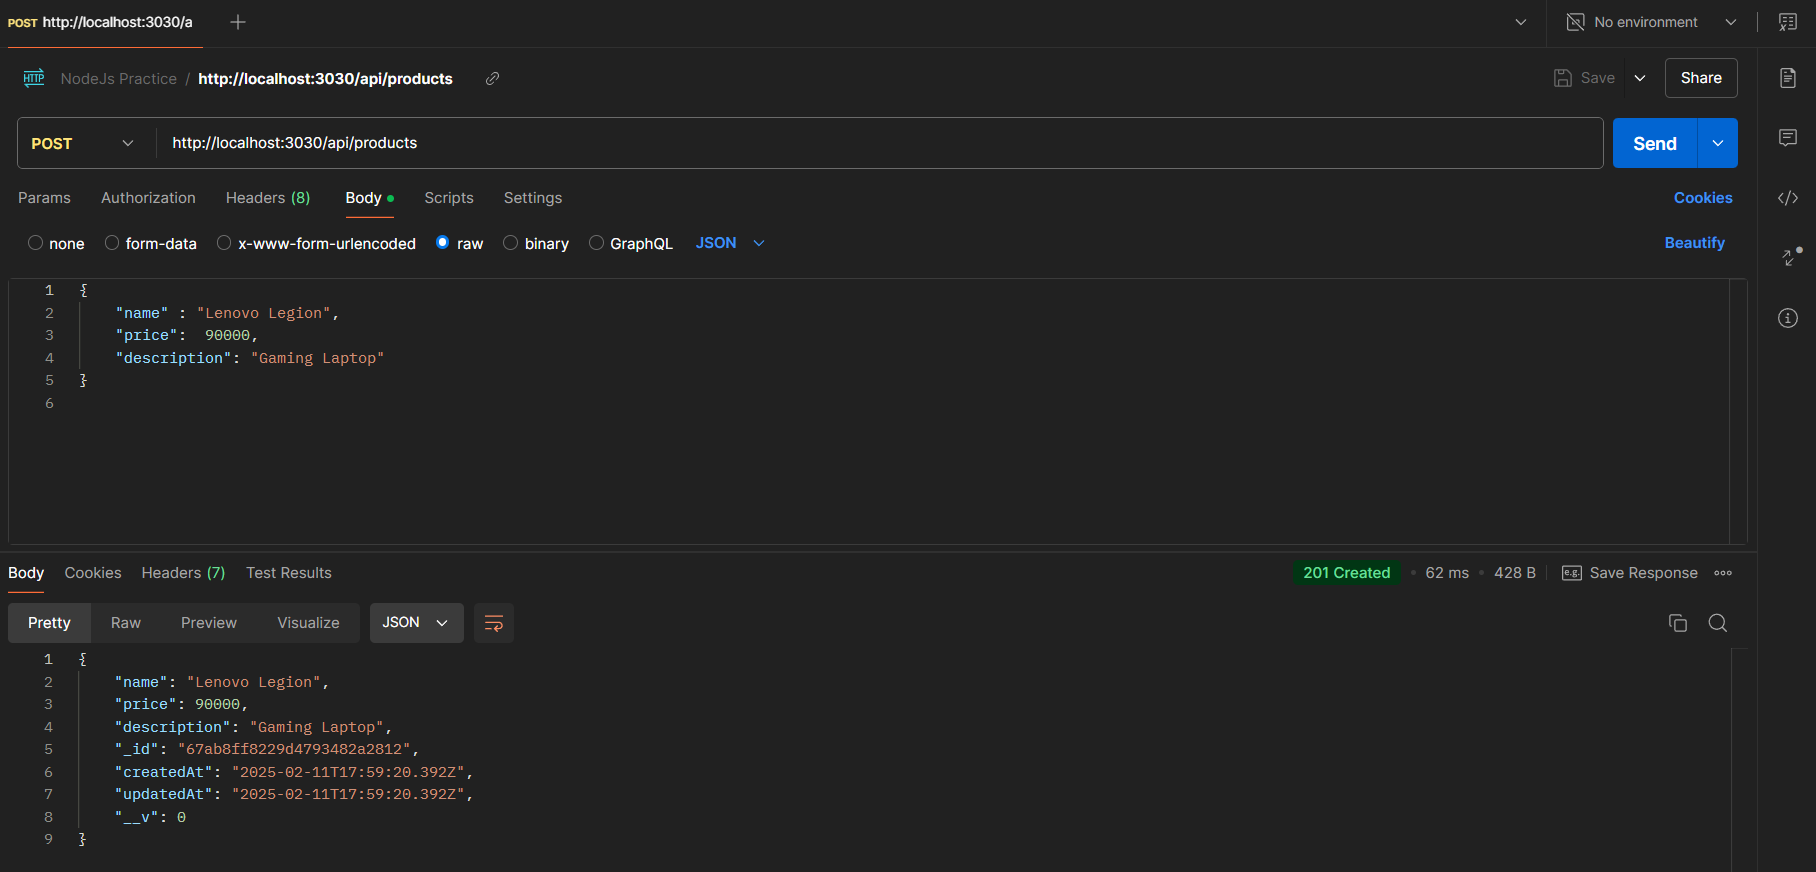 POST http://localhost:3030/a
No environment
HTTP NodeJs Practice / http://localhost:3030/api/products
Save
Share
POST http://localhost:3030/api/products
Send
Params Authorization Headers (8) Body Scripts Settings
Cookies
none form-data x-www-form-urlencoded raw binary GraphQL JSON
Beautify
1 {
2 "name" : "Lenovo Legion",
3 "price":  90000,
4 "description": "Gaming Laptop"
5 }
6
Body Cookies Headers (7) Test Results
201 Created • 62 ms • 428 B e.g. Save Response
Pretty Raw Preview Visualize JSON
1 {
2 "name": "Lenovo Legion",
3 "price": 90000,
4 "description": "Gaming Laptop",
5 "_id": "67ab8ff8229d4793482a2812",
6 "createdAt": "2025-02-11T17:59:20.392Z",
7 "updatedAt": "2025-02-11T17:59:20.392Z",
8 "__v": 0
9 }